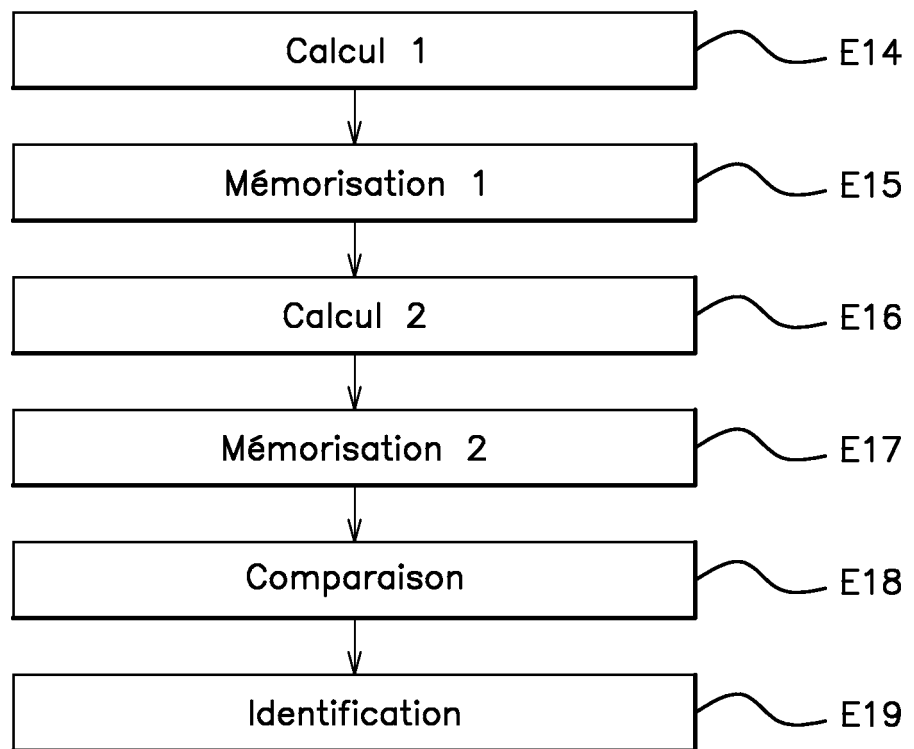 Calcul 1
E14
Mémorisation 1
E15
Calcul 2
E16
Mémorisation 2
E17
Comparaison
E18
Identification
E19